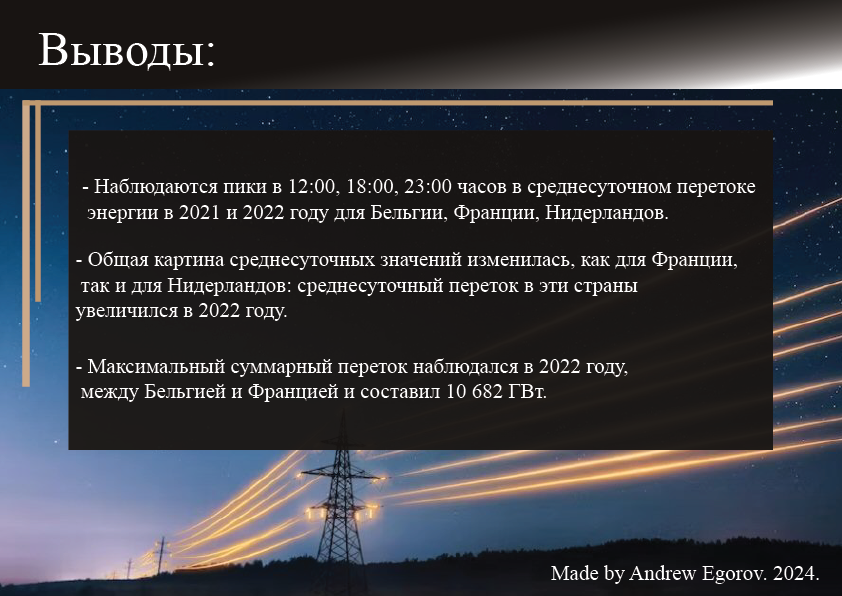 Выводы:
- Наблюдаются пики в 12:00, 18:00, 23:00 часов в среднесуточном перетоке
энергии в 2021 и 2022 году для Бельгии, Франции, Нидерландов.
- Общая картина среднесуточных значений изменилась, как для Франции,
так и для Нидерландов: среднесуточный переток в эти страны
увеличился в 2022 году.
- Максимальный суммарный переток наблюдался в 2022 году,
между Бельгией и Францией и составил 10 682 ГВт.
Made by Andrew Egorov. 2024.